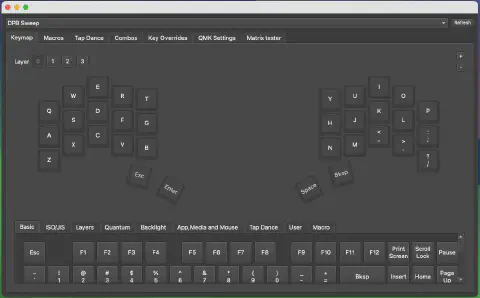 DPB Sweep Refresh
Keymap Macros Tap Dance Combos Key Overrides QMK Settings Matrix tester
Layer 0 1 2 3 +
-
W E R T Y U I O
Q S D F G H J K L P
A X C V B N M < , > . : ;
Z ? /
Esc Enter Space Bksp
Basic ISO/JIS Layers Quantum Backlight App,Media and Mouse Tap Dance User Macro
Esc F1 F2 F3 F4 F5 F6 F7 F8 F9 F10 F11 F12 Print Screen Scroll Lock Pause
~ ! @ # $ % ^ & * ( ) _ + Bksp Insert Home Page Up
` 1 2 3 4 5 6 7 8 9 0 - =